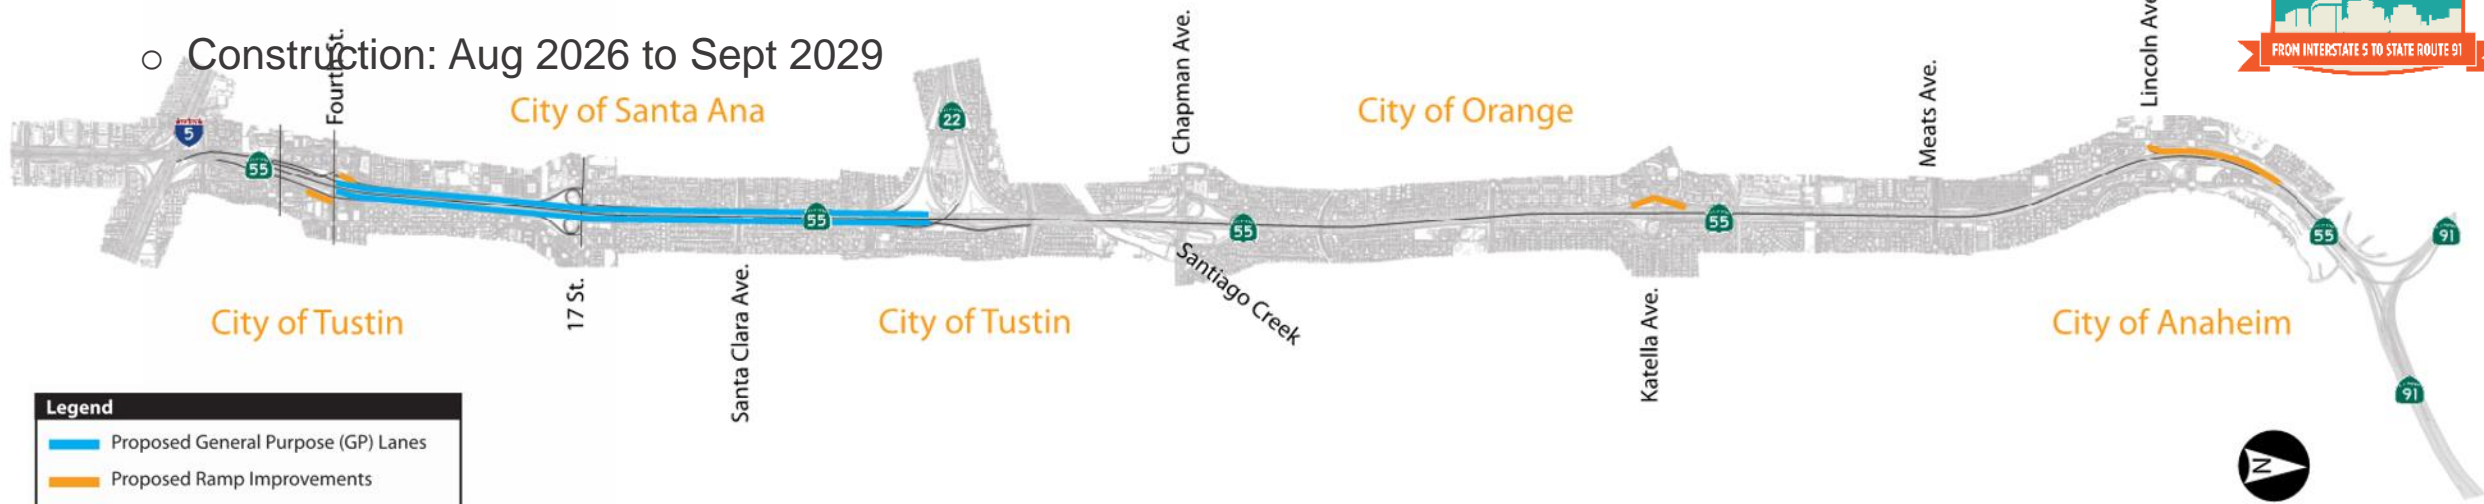 ○ Construction: Aug 2026 to Sept 2029
FROM INTERSTATE 5 TO STATE ROUTE 91
Fourth St.
City of Santa Ana
22
Chapman Ave.
City of Orange
Meats Ave.
Lincoln Ave
5
55
55
55
55
55
91
City of Tustin
17 St.
Santa Clara Ave.
City of Tustin
Santiago Creek
Katella Ave.
City of Anaheim
91
Legend
Proposed General Purpose (GP) Lanes
Proposed Ramp Improvements
N